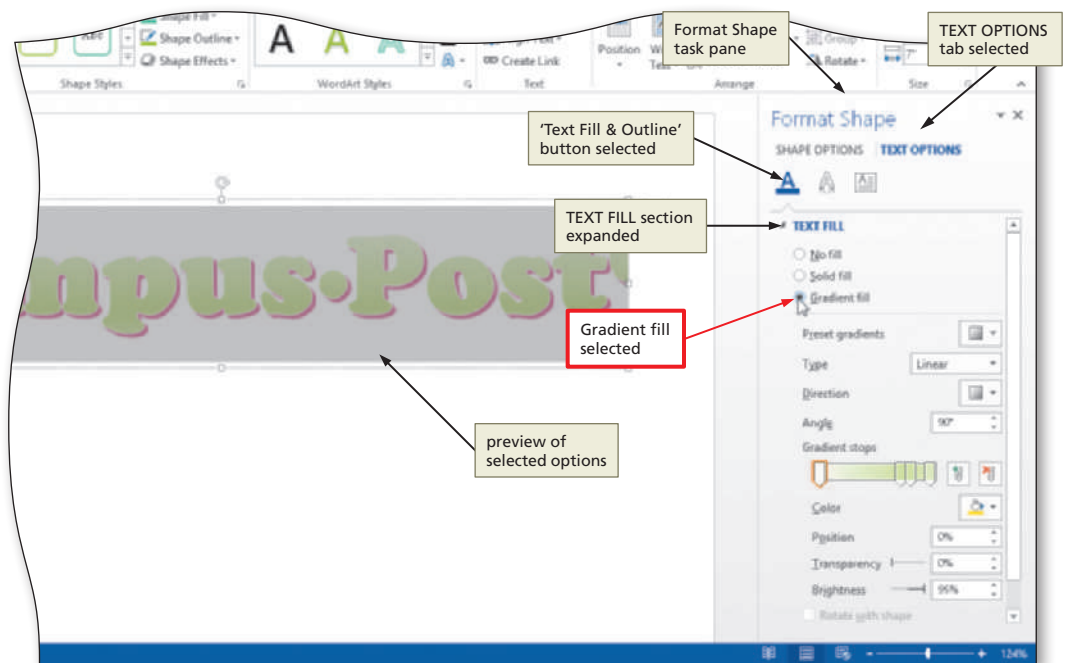 Shape Fill
Abc
Shape Outline
Shape Effects
A A A
A
Create Link
Position
Group
Rotate
7"
Shape Styles
WordArt Styles
Text
Arrange
Size
Format Shape
task pane
TEXT OPTIONS
tab selected
'Text Fill & Outline'
button selected
Format Shape
SHAPE OPTIONS TEXT OPTIONS
A A A
TEXT FILL section
expanded
TEXT FILL
No fill
Solid fill
Gradient fill
mpus•Post
Gradient fill
selected
Preset gradients
Type Linear
Direction
Angle 90°
preview of
selected options
Gradient stops
Color
Position 0%
Transparency 0%
Brightness 95%
Rotate with shape
- + 124%